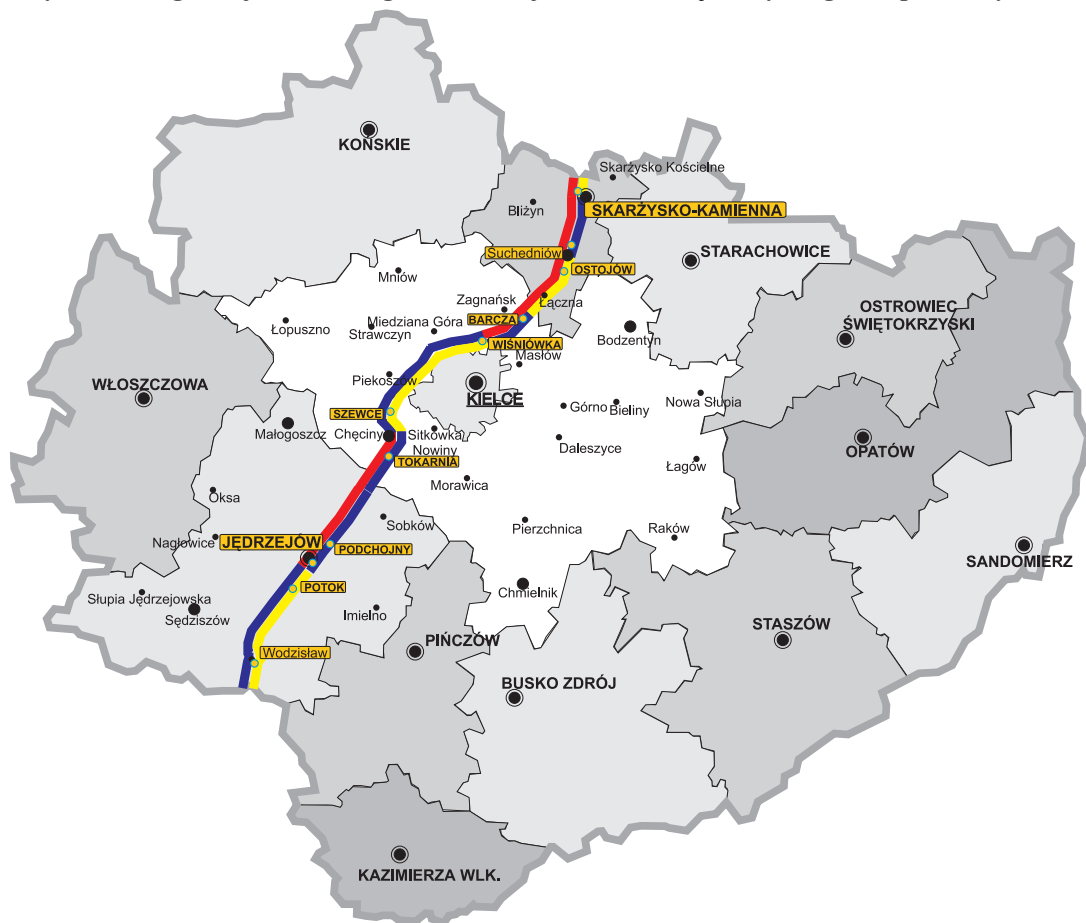 KOŃSKIE
Skarżysko Kościelne
Bliżyn
SKARŻYSKO-KAMIENNA
Suchedniów
STARACHOWICE
OSTOJÓW
Mniów
Zagnańsk
Łączna
OSTROWIEC
ŚWIĘTOKRZYSKI
Łopuszno
Strawczyn
Miedziana Góra
BARCZA
Bodzentyn
WIŚNIÓWKA
Masłów
WŁOSZCZOWA
Piekoszów
KIELCE
Nowa Słupia
Górno
Bieliny
SZEWCE
Małogoszcz
Chęciny
Sitkówka
Nowiny
Daleszyce
OPATÓW
TOKARNIA
Łagów
Morawica
Oksa
Sobków
Pierzchnica
Raków
Nagłowice
JĘDRZEJÓW
PODCHOJNY
SANDOMIERZ
POTOK
Chmielnik
Słupia Jędrzejowska
Sędziszów
Imielno
STASZÓW
PIŃCZÓW
Wodzisław
BUSKO ZDRÓJ
KAZIMIERZA WLK.